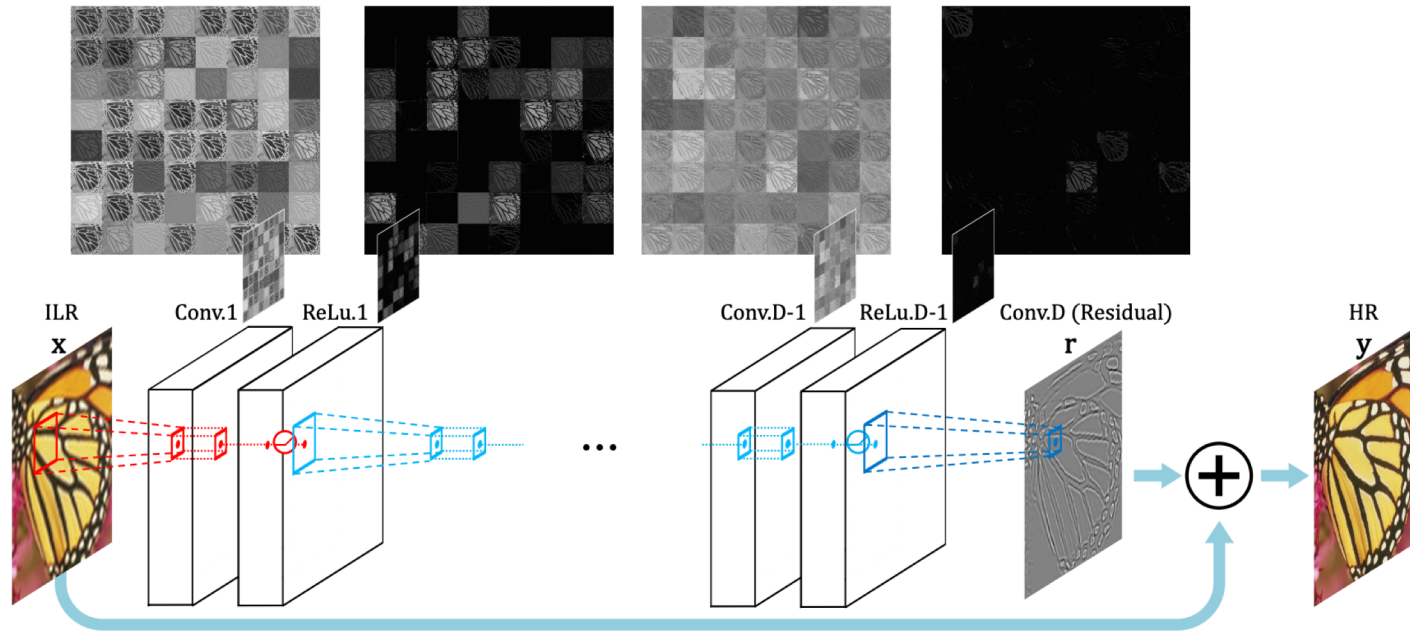 ILR
x
Conv.1
ReLu.1
Conv.D-1
ReLu.D-1
Conv.D (Residual)
r
HR
y